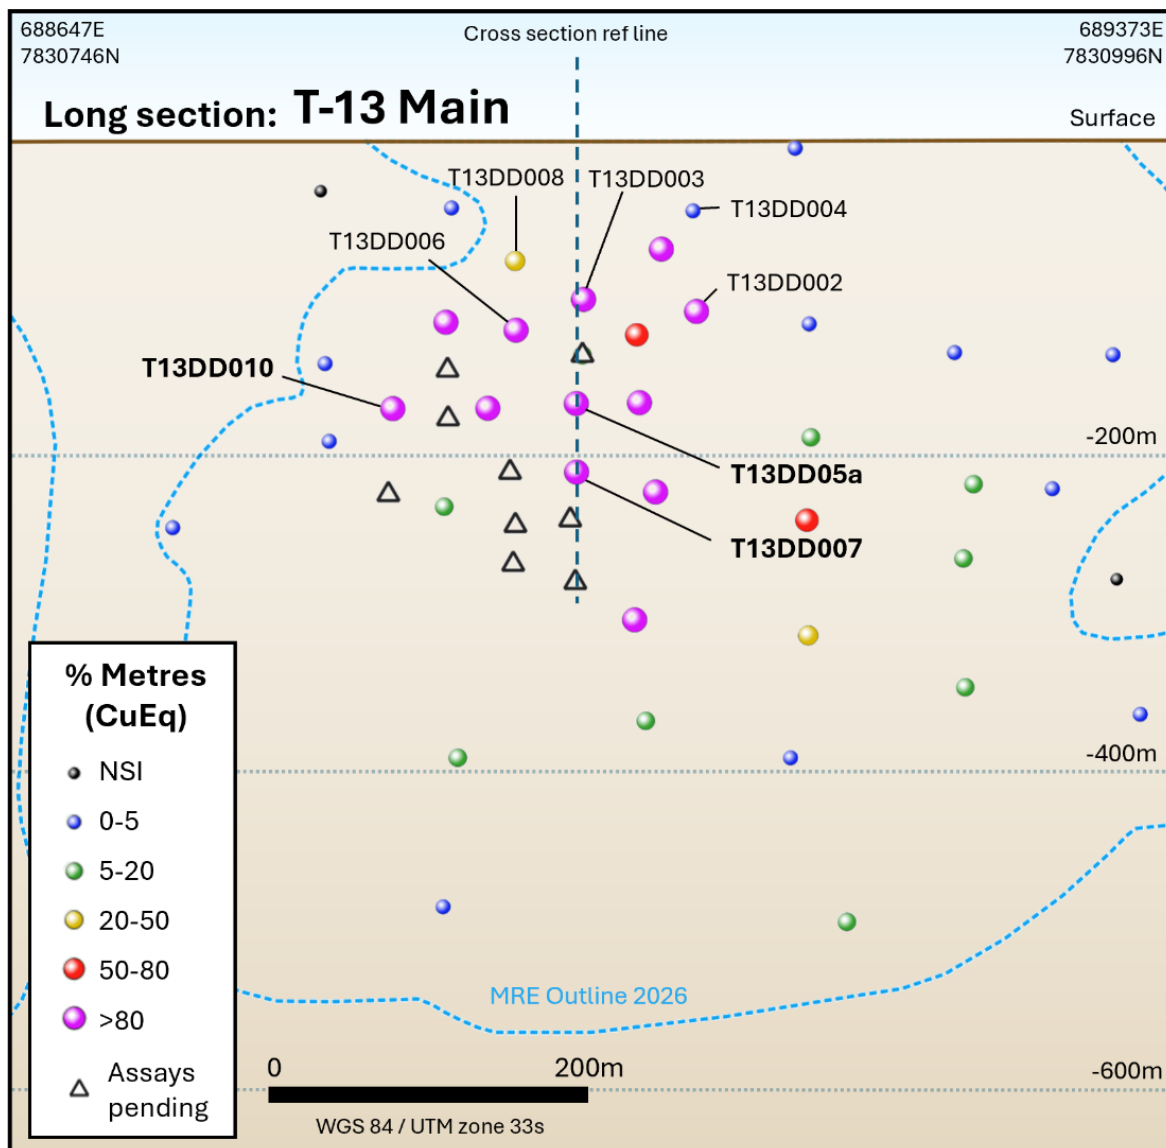 688647E
7830746N
Cross section ref line
689373E
7830996N
Long section: T-13 Main
Surface
T13DD008
T13DD003
T13DD004
T13DD006
T13DD002
T13DD010
-200m
T13DD05a
T13DD007
% Metres
(CuEq)
NSI
0-5
5-20
20-50
50-80
>80
Assays
pending
-400m
MRE Outline 2026
0
200m
-600m
WGS 84 / UTM zone 33s